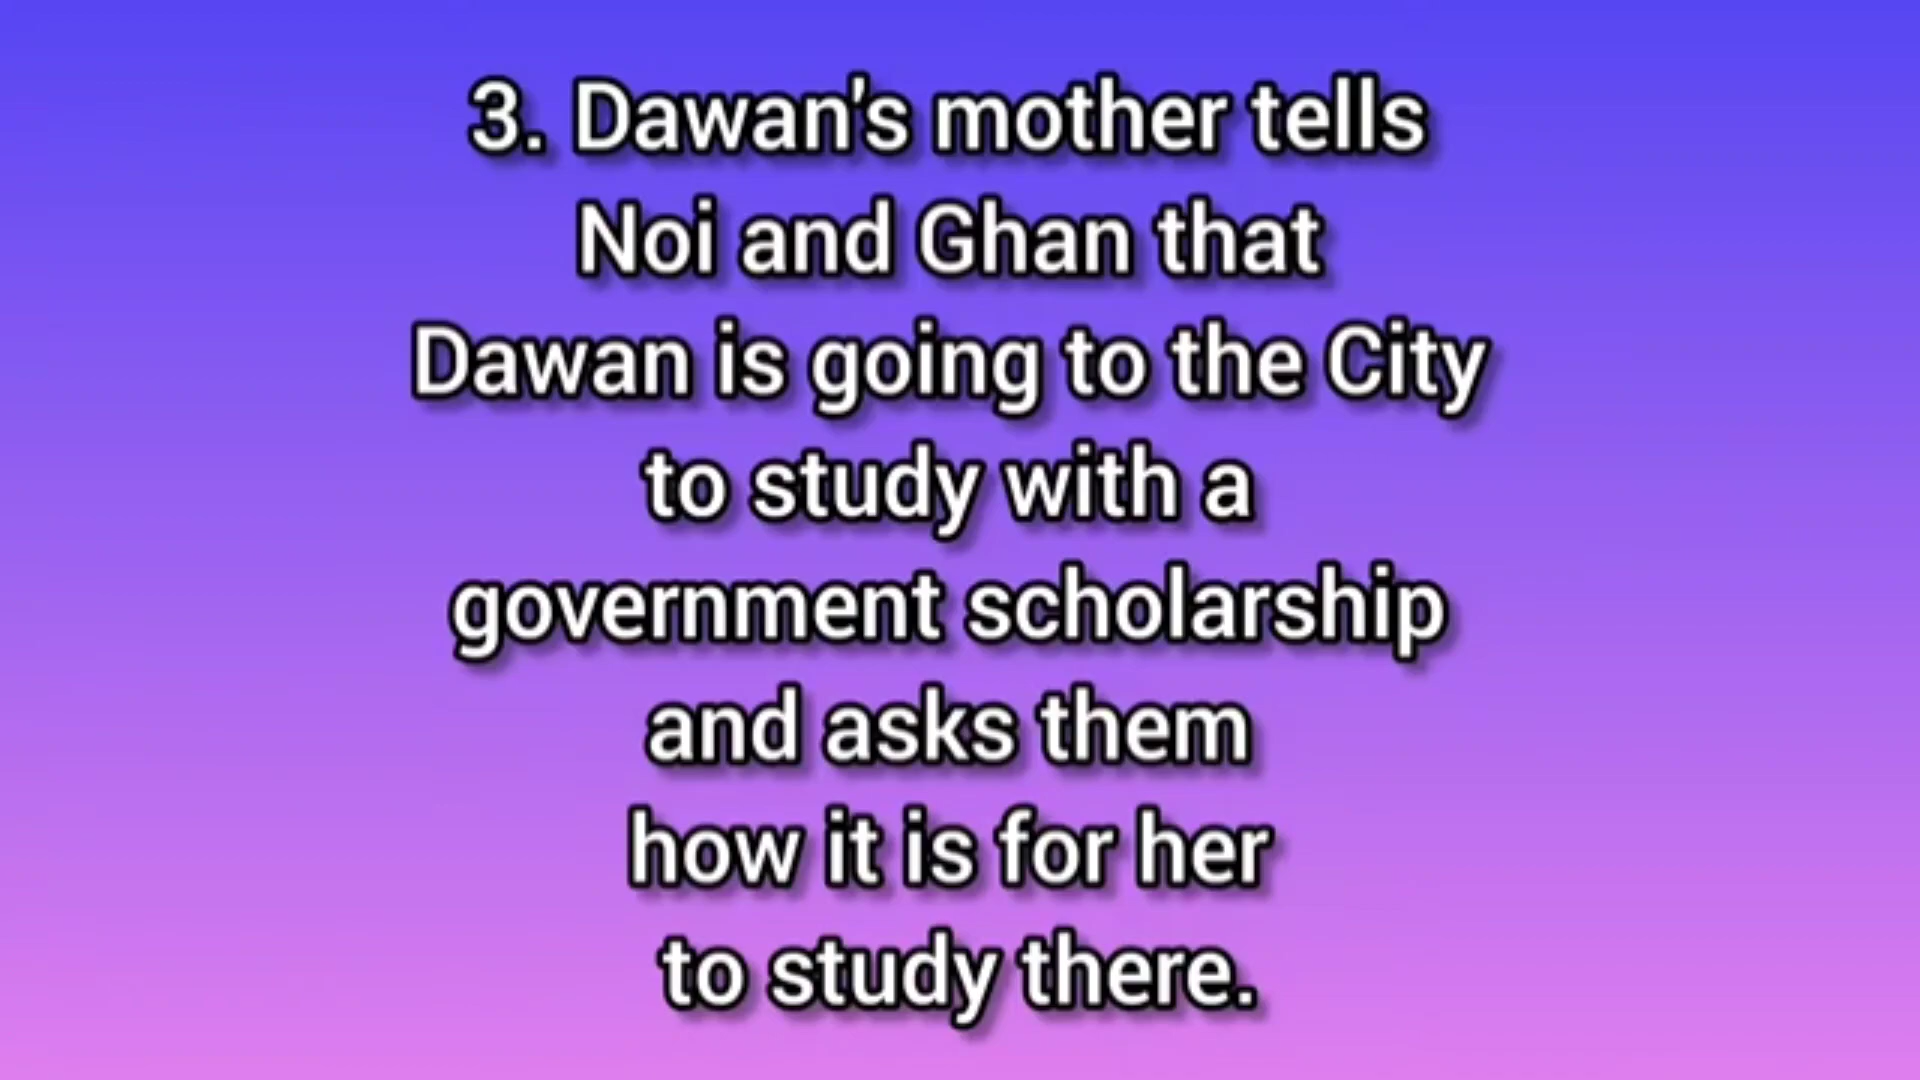 3. Dawan's mother tells
Noi and Ghan that
Dawan is going to the City
to study with a
government scholarship
and asks them
how it is for her
to study there.